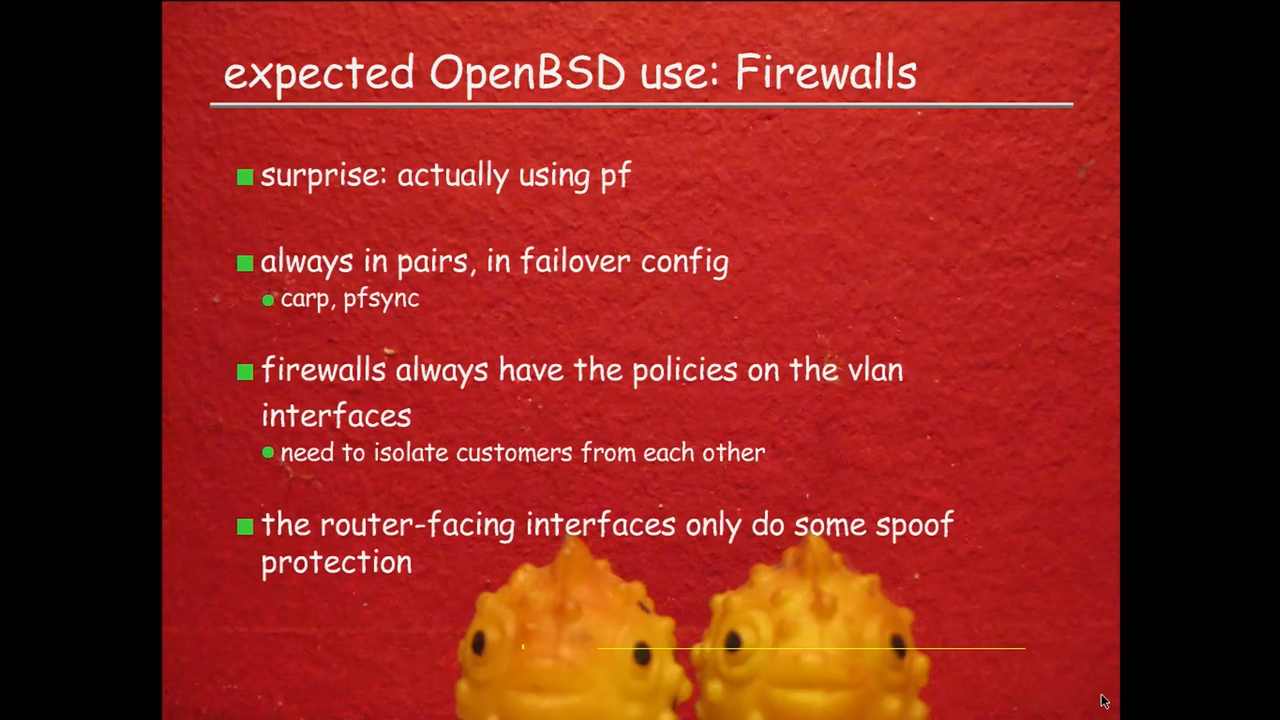 expected OpenBSD use: Firewalls
surprise: actually using pf
always in pairs, in failover config
carp, pfsync
firewalls always have the policies on the vlan
interfaces
need to isolate customers from each other
the router-facing interfaces only do some spoof
protection